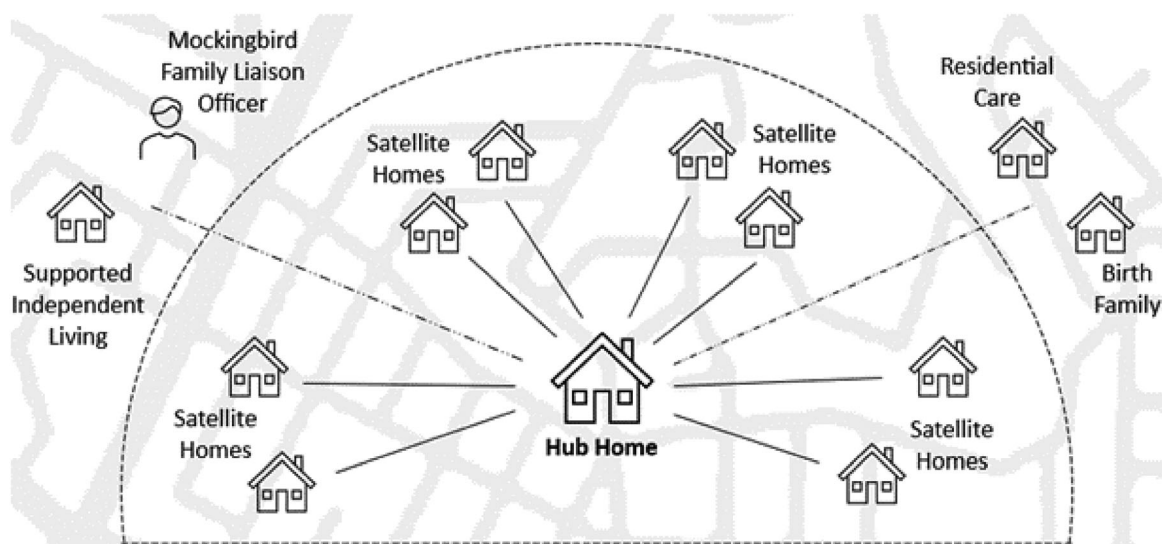 Mockingbird
Family Liaison
Officer
Satellite
Homes
Satellite
Homes
Residential
Care
Supported
Independent
Living
Birth
Family
Satellite
Homes
Hub Home
Satellite
Homes